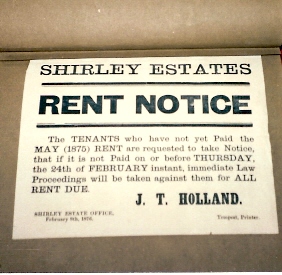 SHIRLEY ESTATES
RENT NOTICE
The TENANTS who have not yet Paid the
MAY (1875) RENT are requested to take Notice,
that if it is not Paid on or before THURSDAY,
the 24th of FEBRUARY instant, immediate Law
Proceedings will be taken against them for ALL
RENT DUE.
J. T. HOLLAND.
SHIRLEY ESTATE OFFICE,
February 9th, 1876.
Tempest, Printer.